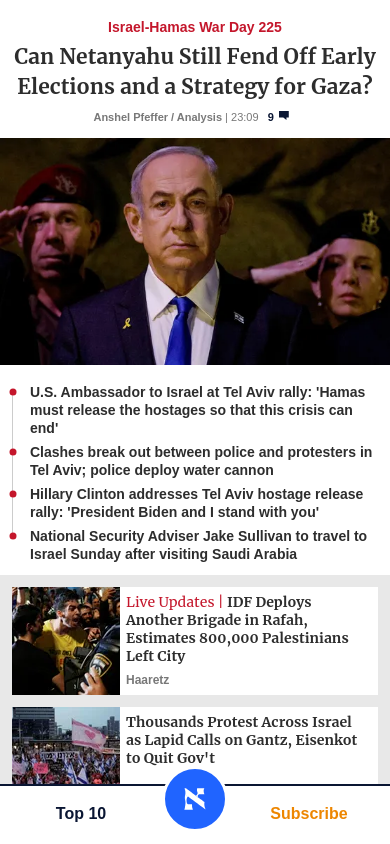 Israel-Hamas War Day 225
Can Netanyahu Still Fend Off Early
Elections and a Strategy for Gaza?
Anshel Pfeffer / Analysis | 23:09 9
U.S. Ambassador to Israel at Tel Aviv rally: 'Hamas
must release the hostages so that this crisis can
end'
Clashes break out between police and protesters in
Tel Aviv; police deploy water cannon
Hillary Clinton addresses Tel Aviv hostage release
rally: 'President Biden and I stand with you'
National Security Adviser Jake Sullivan to travel to
Israel Sunday after visiting Saudi Arabia
Live Updates | IDF Deploys
Another Brigade in Rafah,
Estimates 800,000 Palestinians
Left City
Haaretz
Thousands Protest Across Israel
as Lapid Calls on Gantz, Eisenkot
to Quit Gov't
Top 10
Subscribe